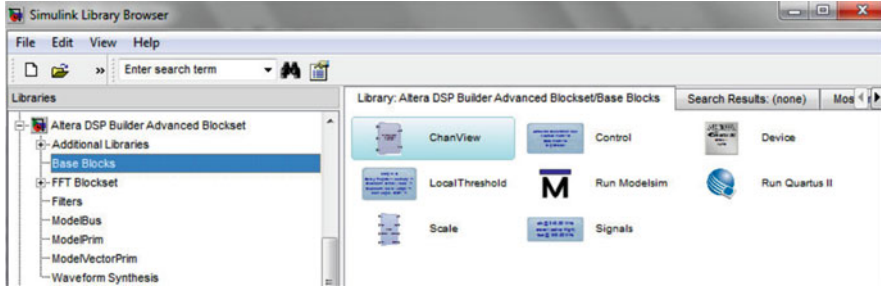 Simulink Library Browser
File Edit View Help
» Enter search term
Libraries
Altera DSP Builder Advanced Blockset
Additional Libraries
Base Blocks
FFT Blockset
Filters
ModelBus
ModelPrim
ModelVectorPrim
Waveform Synthesis
Library: Altera DSP Builder Advanced Blockset/Base Blocks Search Results: (none)
ChanView Control Device
LocalThreshold Run Modelsim Run Quartus II
Scale Signals